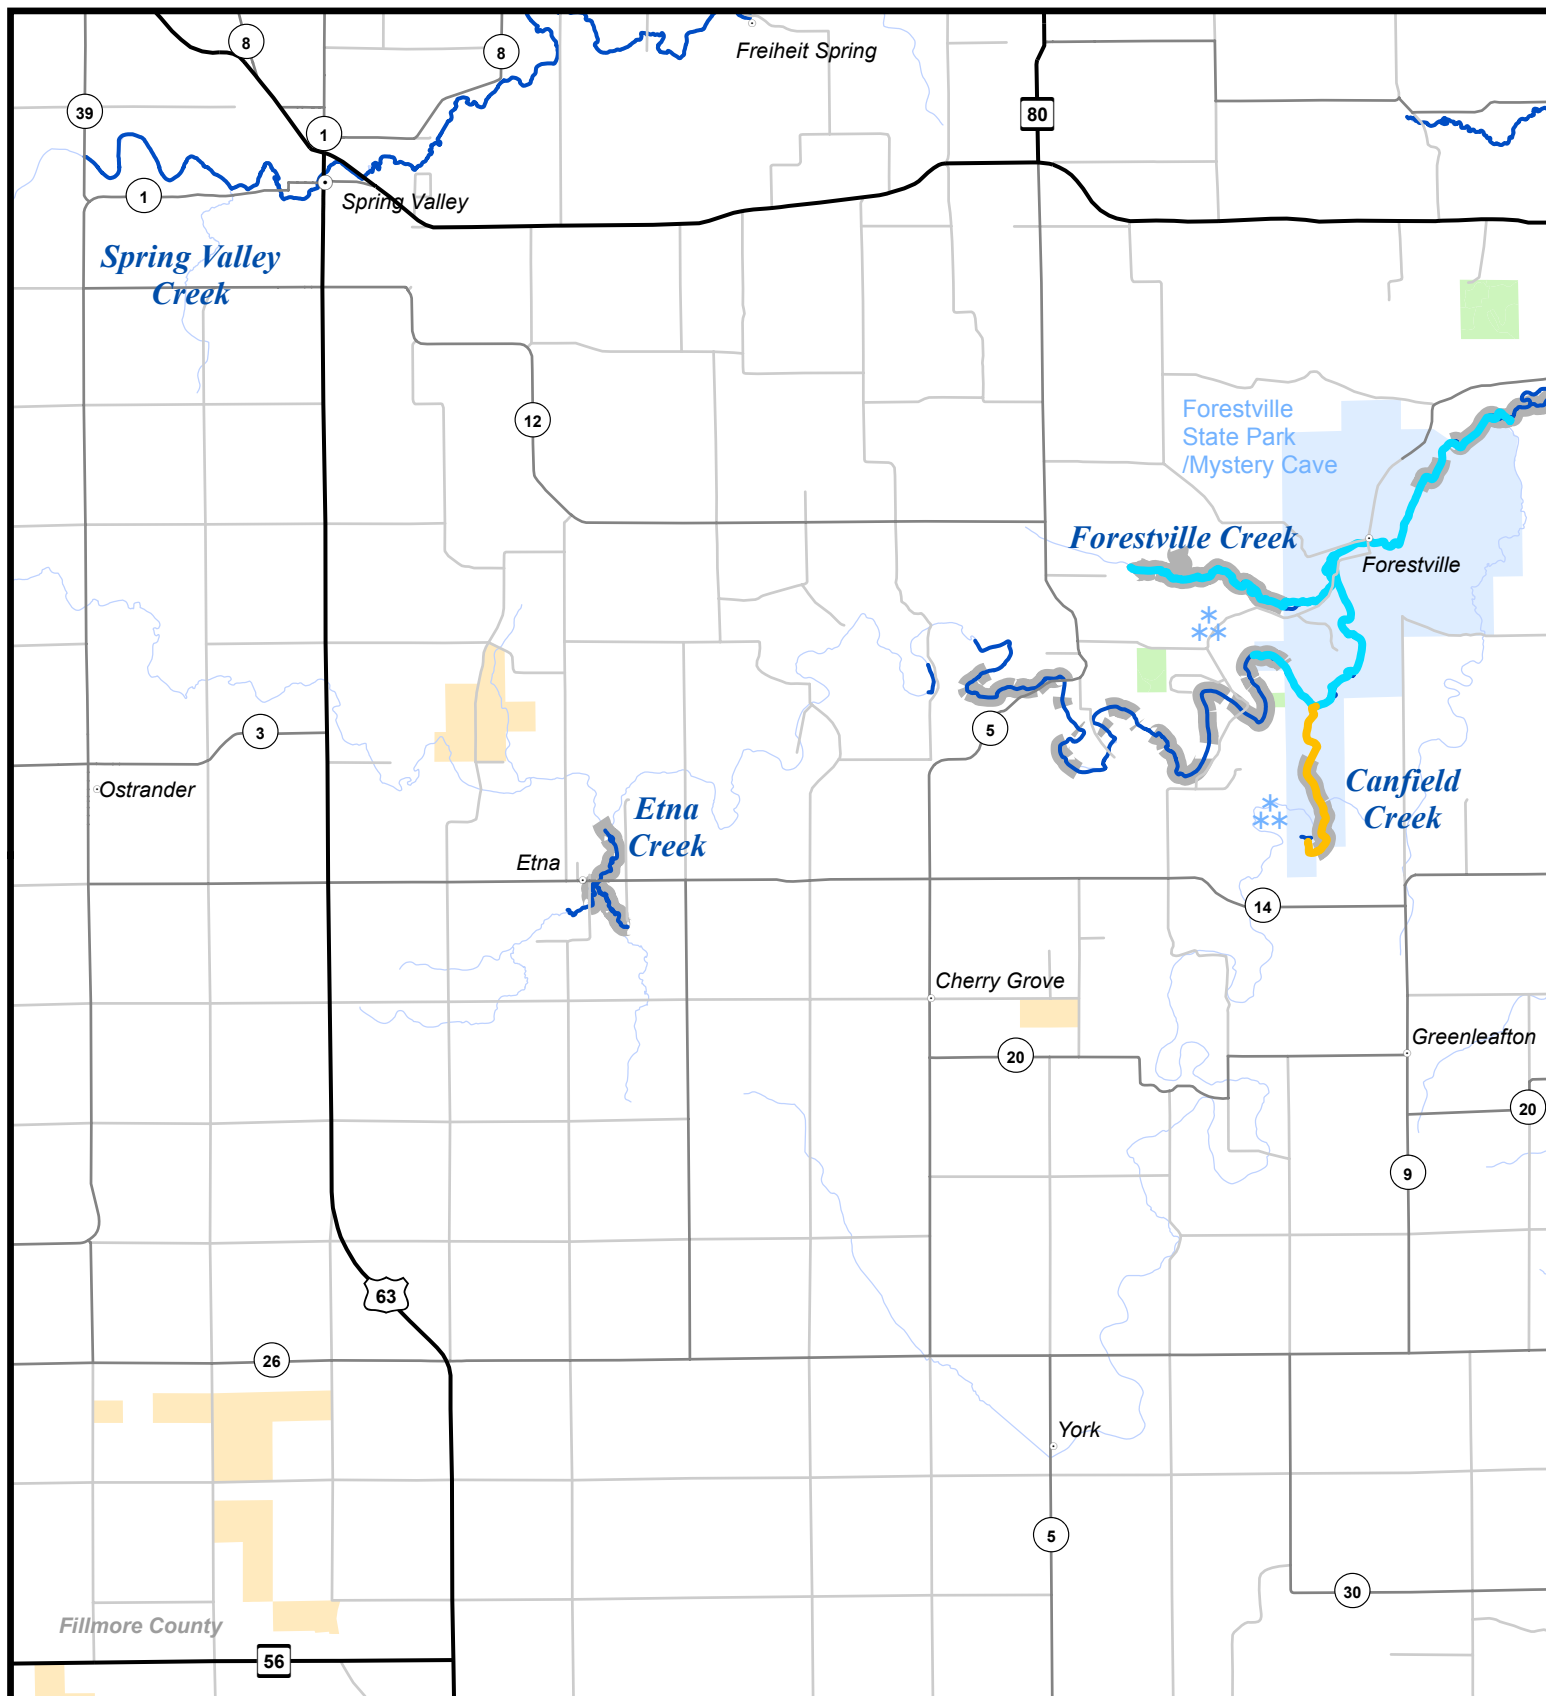 8
8
Freiheit Spring
39
80
1
1
Spring Valley
Spring Valley
Creek
12
Forestville
State Park
/Mystery Cave
Forestville Creek
Forestville
3
5
Ostrander
Etna
Creek
Canfield
Creek
Etna
14
Cherry Grove
Greenleafton
20
20
9
63
26
York
5
30
Fillmore County
56